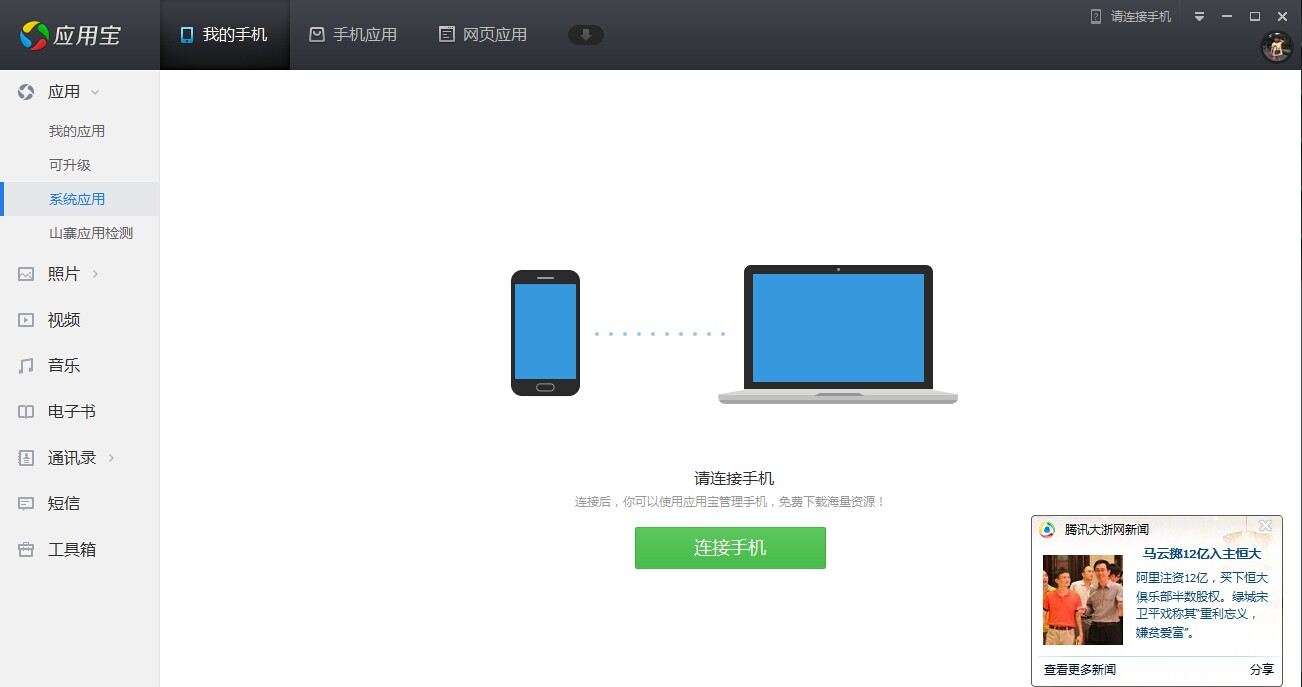 应用宝
我的手机
手机应用
网页应用
请连接手机
应用
我的应用
可升级
系统应用
山寨应用检测
照片
视频
音乐
电子书
通讯录
短信
工具箱
请连接手机
连接后，你可以使用应用宝管理手机，免费下载海量资源！
连接手机
腾讯大浙网新闻
马云掷12亿入主恒大
阿里注资12亿，买下恒大
俱乐部半数股权。绿城宋
卫平戏称其“重利忘义，
嫌贫爱富”。
查看更多新闻
分享